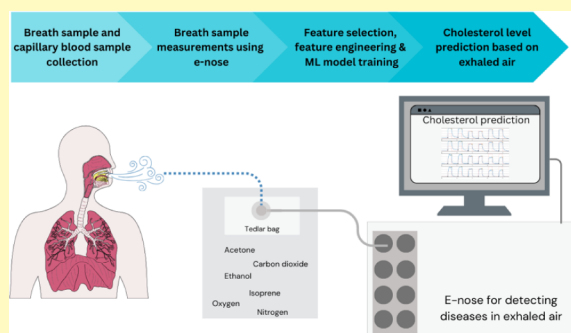 Breath sample and
capillary blood sample
collection
Breath sample
measurements using
e-nose
Feature selection,
feature engineering &
ML model training
Cholesterol level
prediction based on
exhaled air
Cholesterol prediction
Tedlar bag
Acetone
Carbon dioxide
Ethanol
Isoprene
Oxygen
Nitrogen
E-nose for detecting
diseases in exhaled air